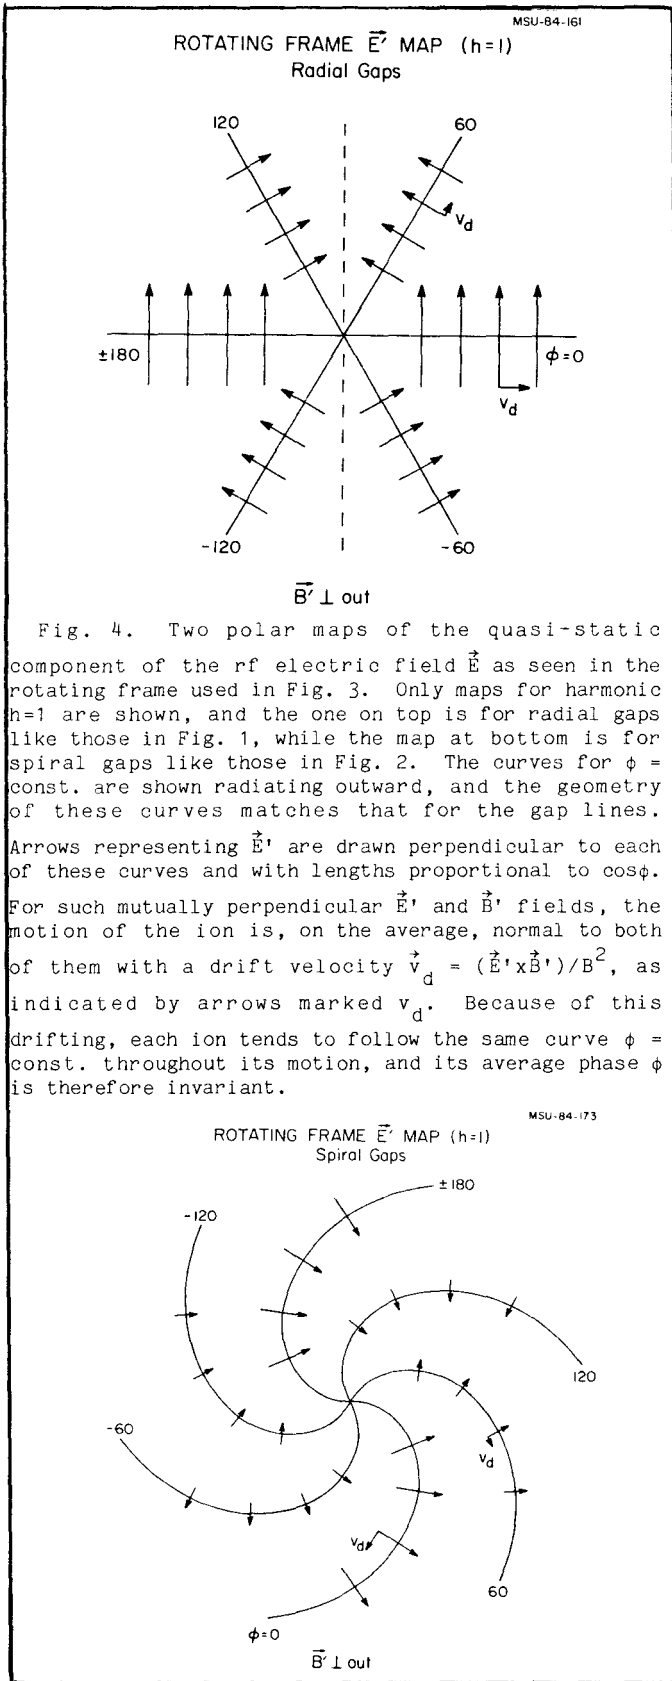 MSU-84-161
ROTATING FRAME E⃗' MAP (h=1)
Radial Gaps
120
60
v_d
±180
ϕ=0
v_d
-120
-60
B⃗' ⊥ out
Fig. 4. Two polar maps of the quasi-static
component of the rf electric field E⃗ as seen in the
rotating frame used in Fig. 3. Only maps for harmonic
h=1 are shown, and the one on top is for radial gaps
like those in Fig. 1, while the map at bottom is for
spiral gaps like those in Fig. 2. The curves for ϕ =
const. are shown radiating outward, and the geometry
of these curves matches that for the gap lines.
Arrows representing E⃗' are drawn perpendicular to each
of these curves and with lengths proportional to cosϕ.
For such mutually perpendicular E⃗' and B⃗' fields, the
motion of the ion is, on the average, normal to both
of them with a drift velocity v⃗_d = (E⃗'xB⃗')/B², as
indicated by arrows marked v_d. Because of this
drifting, each ion tends to follow the same curve ϕ =
const. throughout its motion, and its average phase ϕ
is therefore invariant.
MSU-84-173
ROTATING FRAME E⃗' MAP (h=1)
Spiral Gaps
±180
-120
120
-60
v_d
v_d
60
ϕ=0
B⃗' ⊥ out